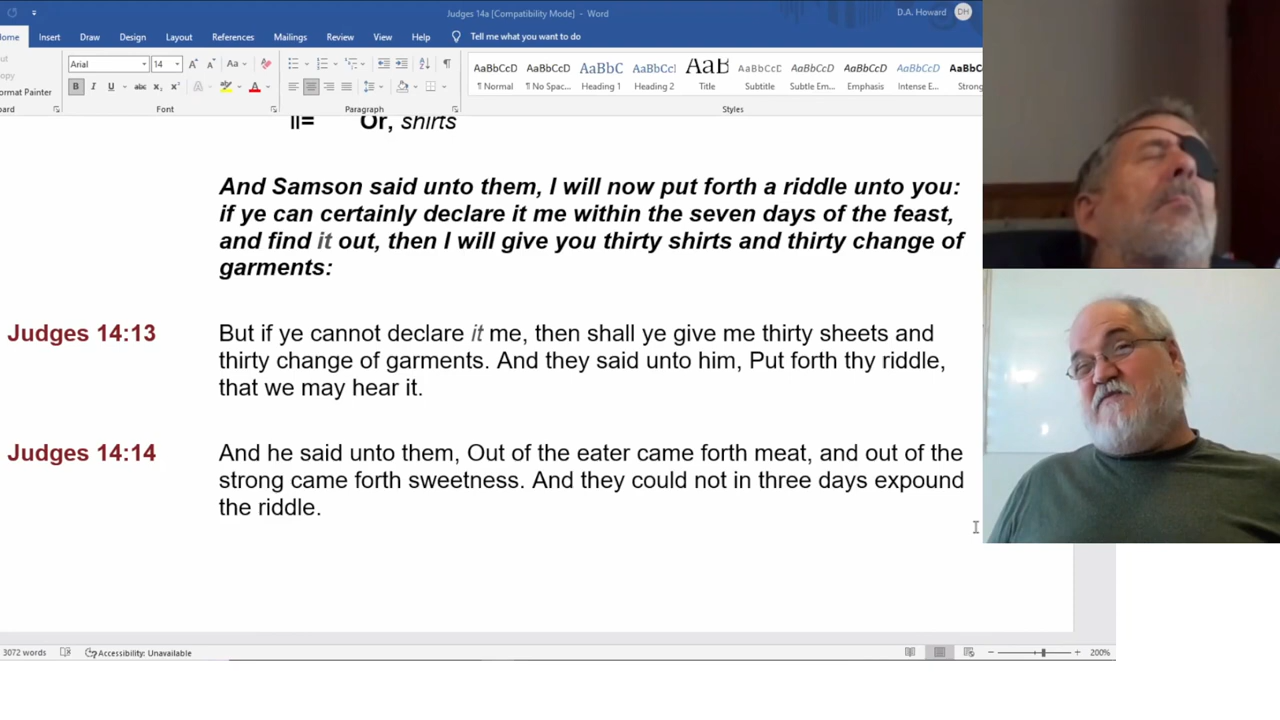 Judges 14a [Compatibility Mode] - Word
D.A. Howard
DH
Insert
Draw
Design
Layout
References
Mailings
Review
View
Help
Tell me what you want to do
ormat Painter
Arial
14
Aa
B I U abc x₂ x²
A
Font
Paragraph
AaBbCcD AaBbCcD AaBbC AaBbCcI AaB AaBbCcD AaBbCcD AaBbCcD AaBbCcD AaBbCc
¶ Normal ¶ No Spac... Heading 1 Heading 2 Title Subtitle Subtle Em... Emphasis Intense E... Strong
Styles
Or, shirts
And Samson said unto them, I will now put forth a riddle unto you:
if ye can certainly declare it me within the seven days of the feast,
and find it out, then I will give you thirty shirts and thirty change of
garments:
Judges 14:13 But if ye cannot declare it me, then shall ye give me thirty sheets and
thirty change of garments. And they said unto him, Put forth thy riddle,
that we may hear it.
Judges 14:14 And he said unto them, Out of the eater came forth meat, and out of the
strong came forth sweetness. And they could not in three days expound
the riddle.
3072 words
Accessibility: Unavailable
200%